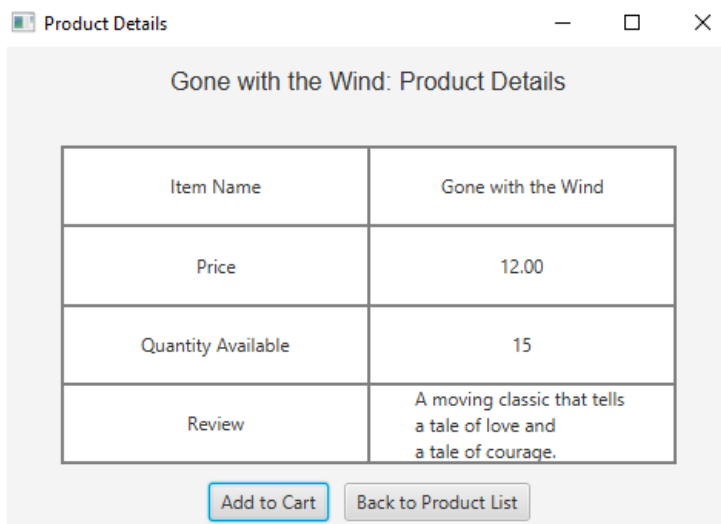 Product Details
Gone with the Wind: Product Details
Item Name
Gone with the Wind
Price
12.00
Quantity Available
15
Review
A moving classic that tells
a tale of love and
a tale of courage.
Add to Cart
Back to Product List